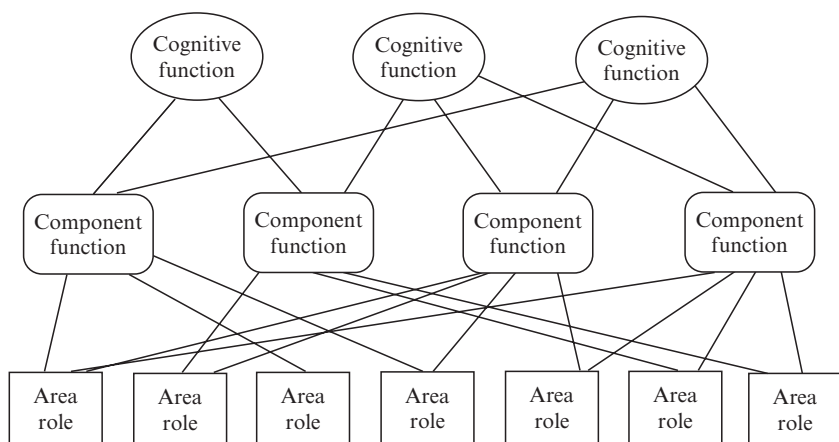 Cognitive
function
Cognitive
function
Cognitive
function
Component
function
Component
function
Component
function
Component
function
Area
role
Area
role
Area
role
Area
role
Area
role
Area
role
Area
role